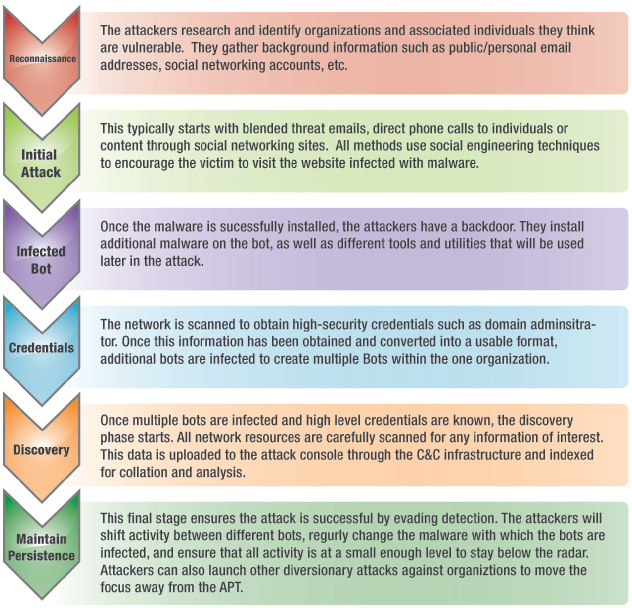 Reconnaissance
The attackers research and identify organizations and associated individuals they think
are vulnerable. They gather background information such as public/personal email
addresses, social networking accounts, etc.
Initial
Attack
This typically starts with blended threat emails, direct phone calls to individuals or
content through social networking sites. All methods use social engineering techniques
to encourage the victim to visit the website infected with malware.
Infected
Bot
Once the malware is sucessfully installed, the attackers have a backdoor. They install
additional malware on the bot, as well as different tools and utilities that will be used
later in the attack.
Credentials
The network is scanned to obtain high-security credentials such as domain adminsitra-
tor. Once this information has been obtained and converted into a usable format,
additional bots are infected to create multiple Bots within the one organization.
Discovery
Once multiple bots are infected and high level credentials are known, the discovery
phase starts. All network resources are carefully scanned for any information of interest.
This data is uploaded to the attack console through the C&C infrastructure and indexed
for collation and analysis.
Maintain
Persistence
This final stage ensures the attack is successful by evading detection. The attackers will
shift activity between different bots, regurly change the malware with which the bots are
infected, and ensure that all activity is at a small enough level to stay below the radar.
Attackers can also launch other diversionary attacks against organiztions to move the
focus away from the APT.